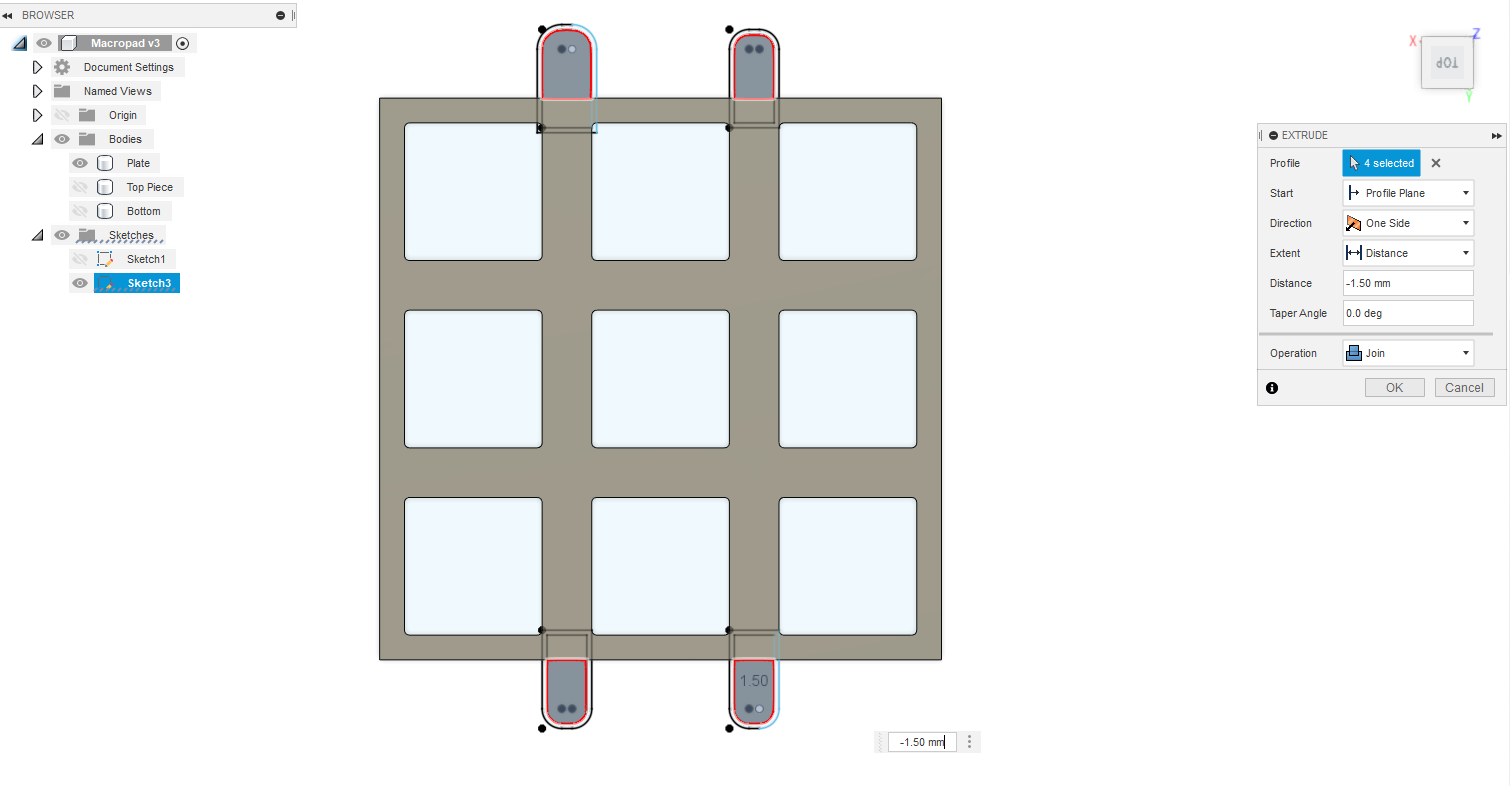 BROWSER
Macropad v3
Document Settings
Named Views
Origin
Bodies
Plate
Top Piece
Bottom
Sketches
Sketch1
Sketch3
1.50
-1.50 mm
X
Z
TOP
Y
EXTRUDE
Profile 4 selected
Start Profile Plane
Direction One Side
Extent Distance
Distance -1.50 mm
Taper Angle 0.0 deg
Operation Join
OK Cancel